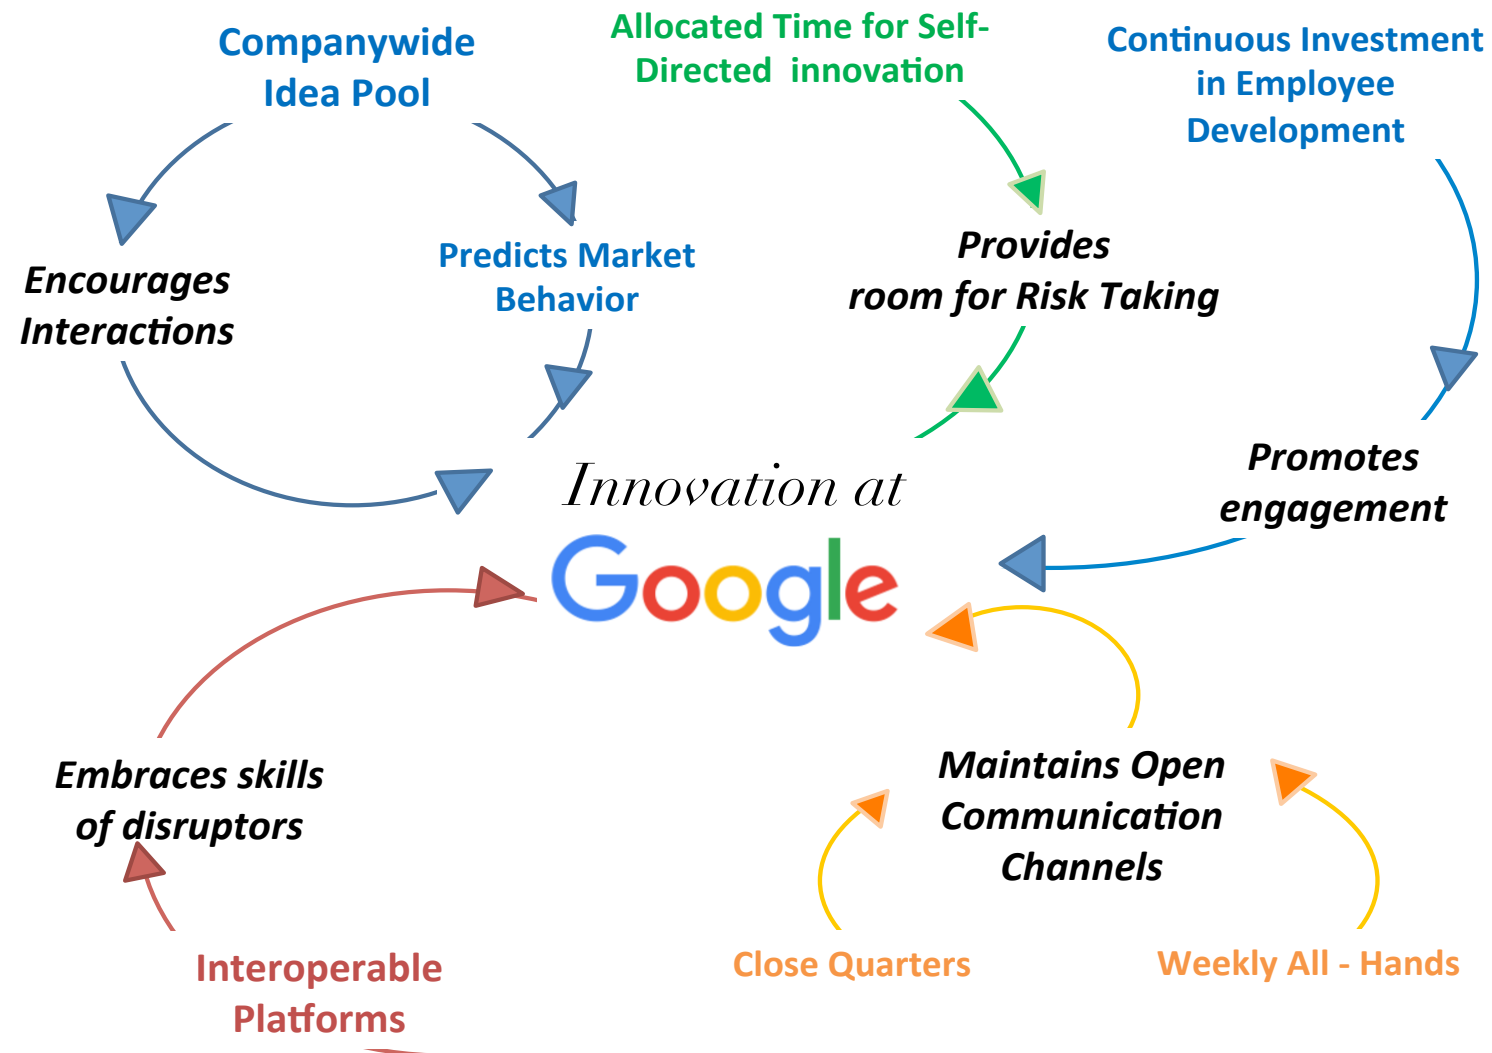 Companywide
Idea Pool
Allocated Time for Self-
Directed innovation
Continuous Investment
in Employee
Development
Encourages
Interactions
Predicts Market
Behavior
Provides
room for Risk Taking
Promotes
engagement
Innovation at
Google
Embraces skills
of disruptors
Maintains Open
Communication
Channels
Interoperable
Platforms
Close Quarters
Weekly All - Hands